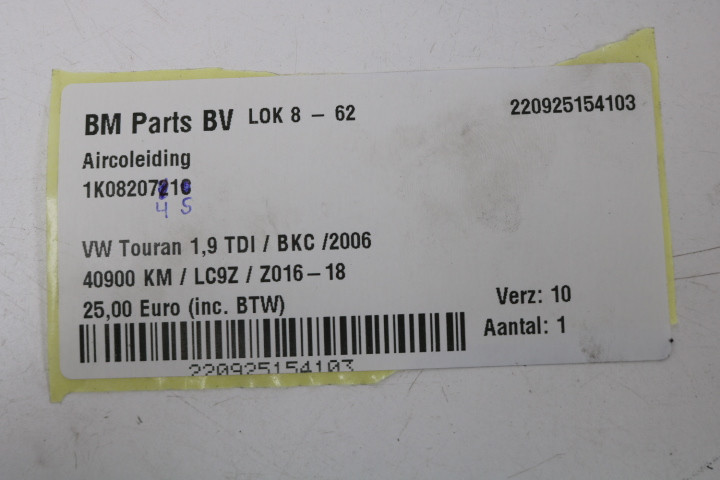 BM Parts BV LOK 8 - 62
220925154103
Aircoleiding
1K0820721C
4 5
VW Touran 1,9 TDI / BKC /2006
40900 KM / LC9Z / Z016-18
25,00 Euro (inc. BTW)
Verz: 10
Aantal: 1
220925154103